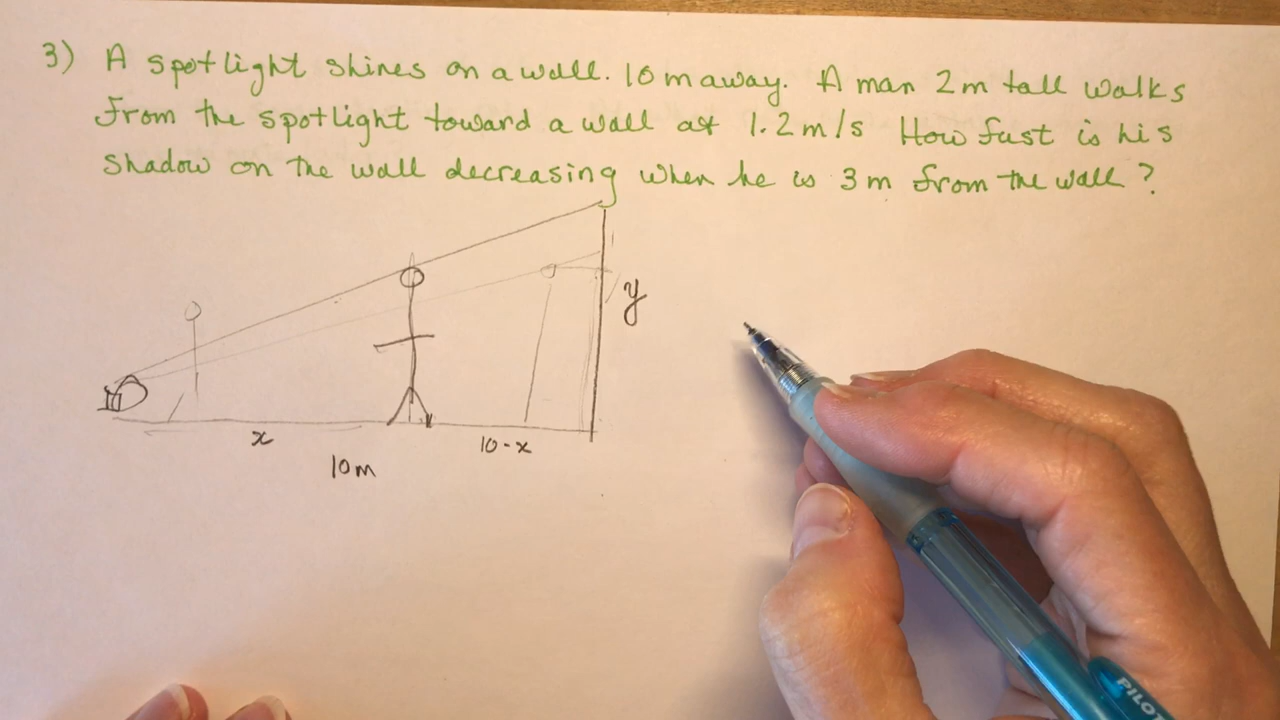 3) A spotlight shines on a wall. 10 m away. A man 2 m tall walks
from the spotlight toward a wall at 1.2 m/s How fast is his
shadow on the wall decreasing when he is 3 m from the wall?
y
x
10-x
10m
PILOT